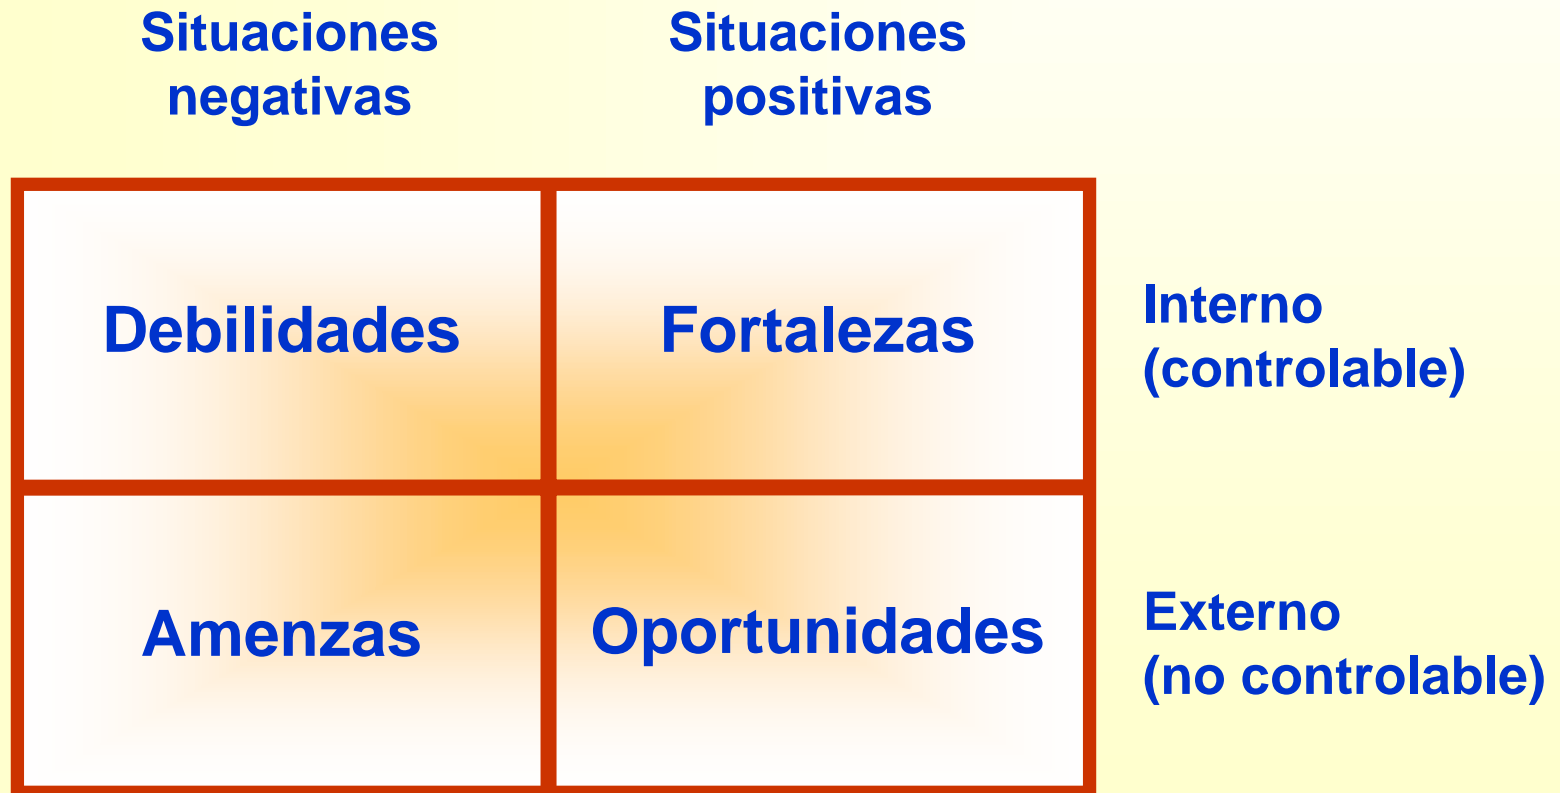 Situaciones
negativas
Situaciones
positivas
Debilidades
Fortalezas
Interno
(controlable)
Amenzas
Oportunidades
Externo
(no controlable)